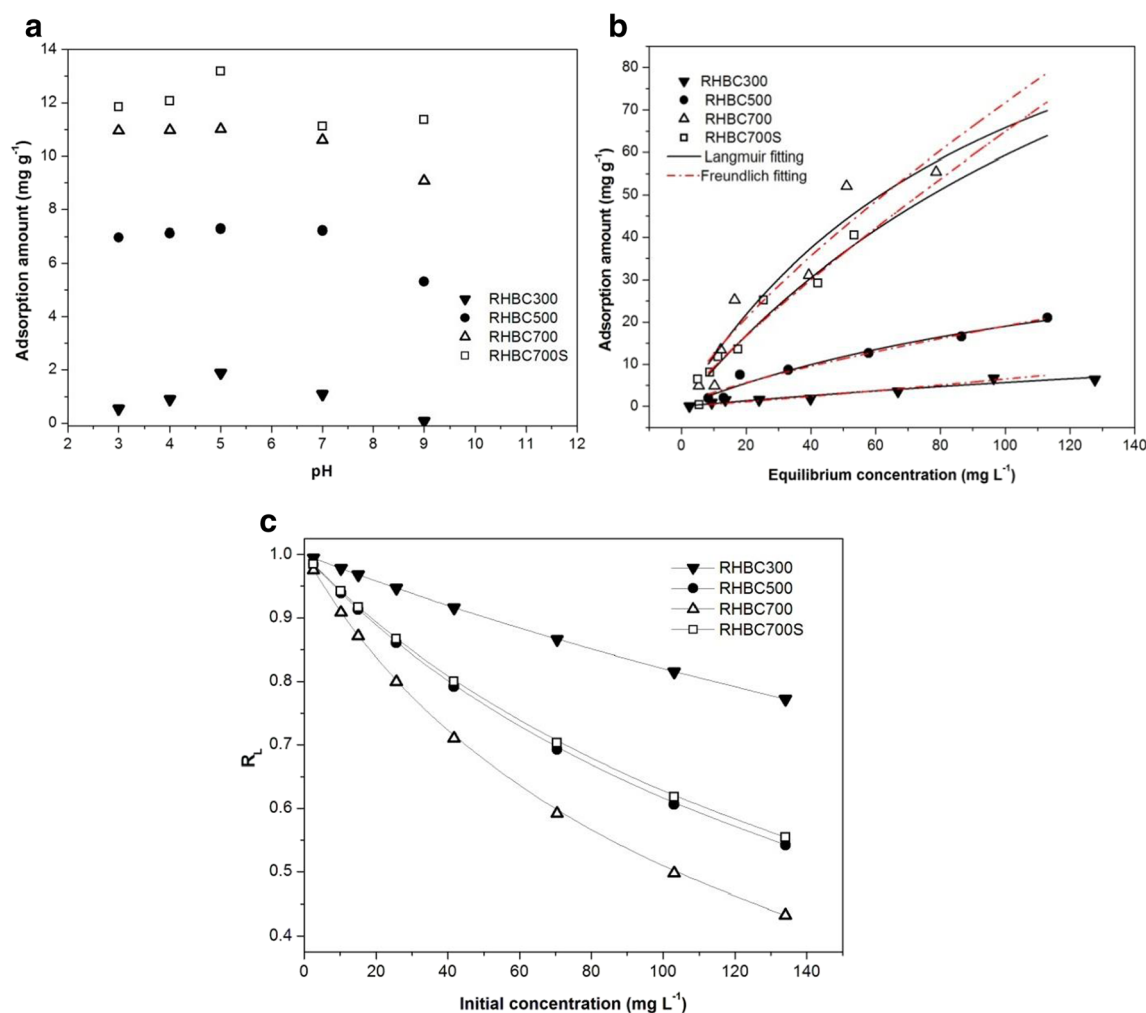 a
14
12
10
8
6
4
2
0
2 3 4 5 6 7 8 9 10 11 12
Adsorption amount (mg g⁻¹)
pH
RHBC300
RHBC500
RHBC700
RHBC700S
b
80
70
60
50
40
30
20
10
0
0 20 40 60 80 100 120 140
Adsorption amount (mg g⁻¹)
Equilibrium concentration (mg L⁻¹)
RHBC300
RHBC500
RHBC700
RHBC700S
Langmuir fitting
Freundlich fitting
c
1.0
0.9
0.8
0.7
0.6
0.5
0.4
0 20 40 60 80 100 120 140
R_L
Initial concentration (mg L⁻¹)
RHBC300
RHBC500
RHBC700
RHBC700S